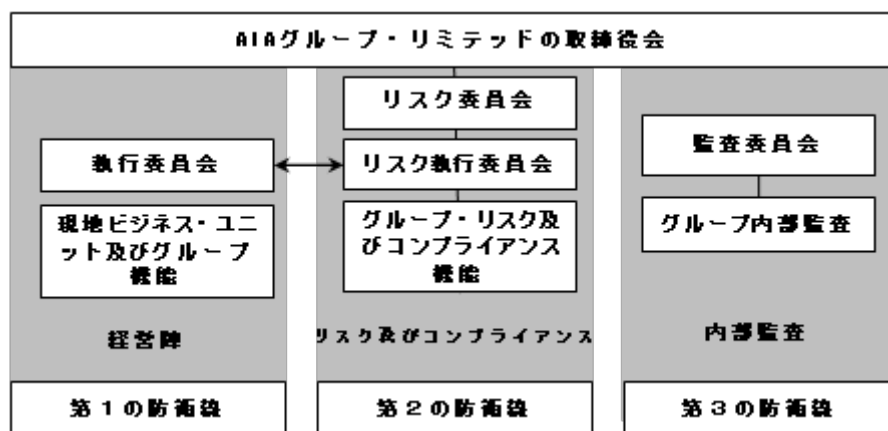 AIAグループ・リミテッドの取締役会
執行委員会
現地ビジネス・ユニ
ット及びグループ
機能
経営陣
第1の防衛線
リスク委員会
リスク執行委員会
グループ・リスク及
びコンプライアンス
機能
リスク及びコンプライアンス
第2の防衛線
監査委員会
グループ内部監査
内部監査
第3の防衛線